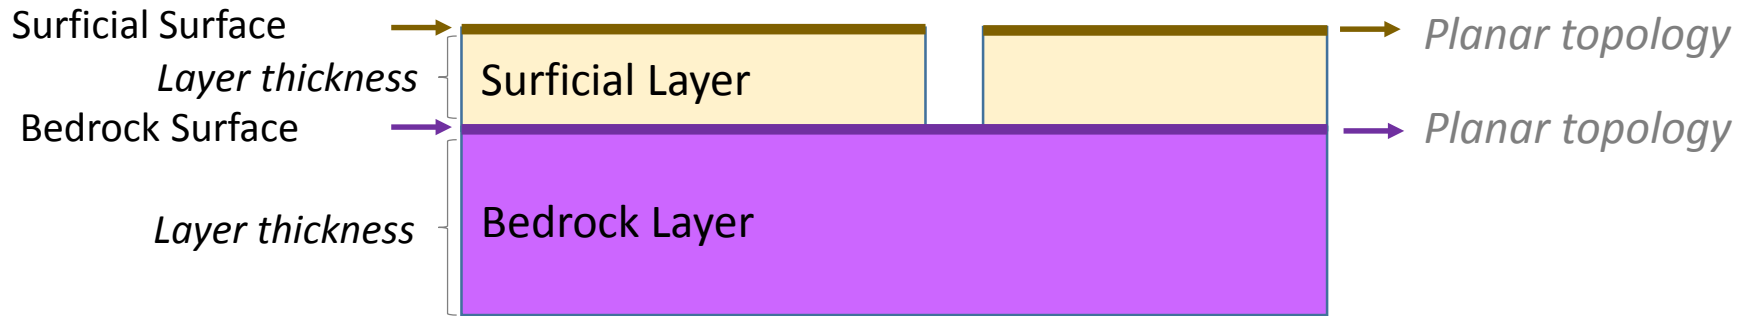 Surficial Surface
Planar topology
Layer thickness
Surficial Layer
Bedrock Surface
Planar topology
Layer thickness
Bedrock Layer